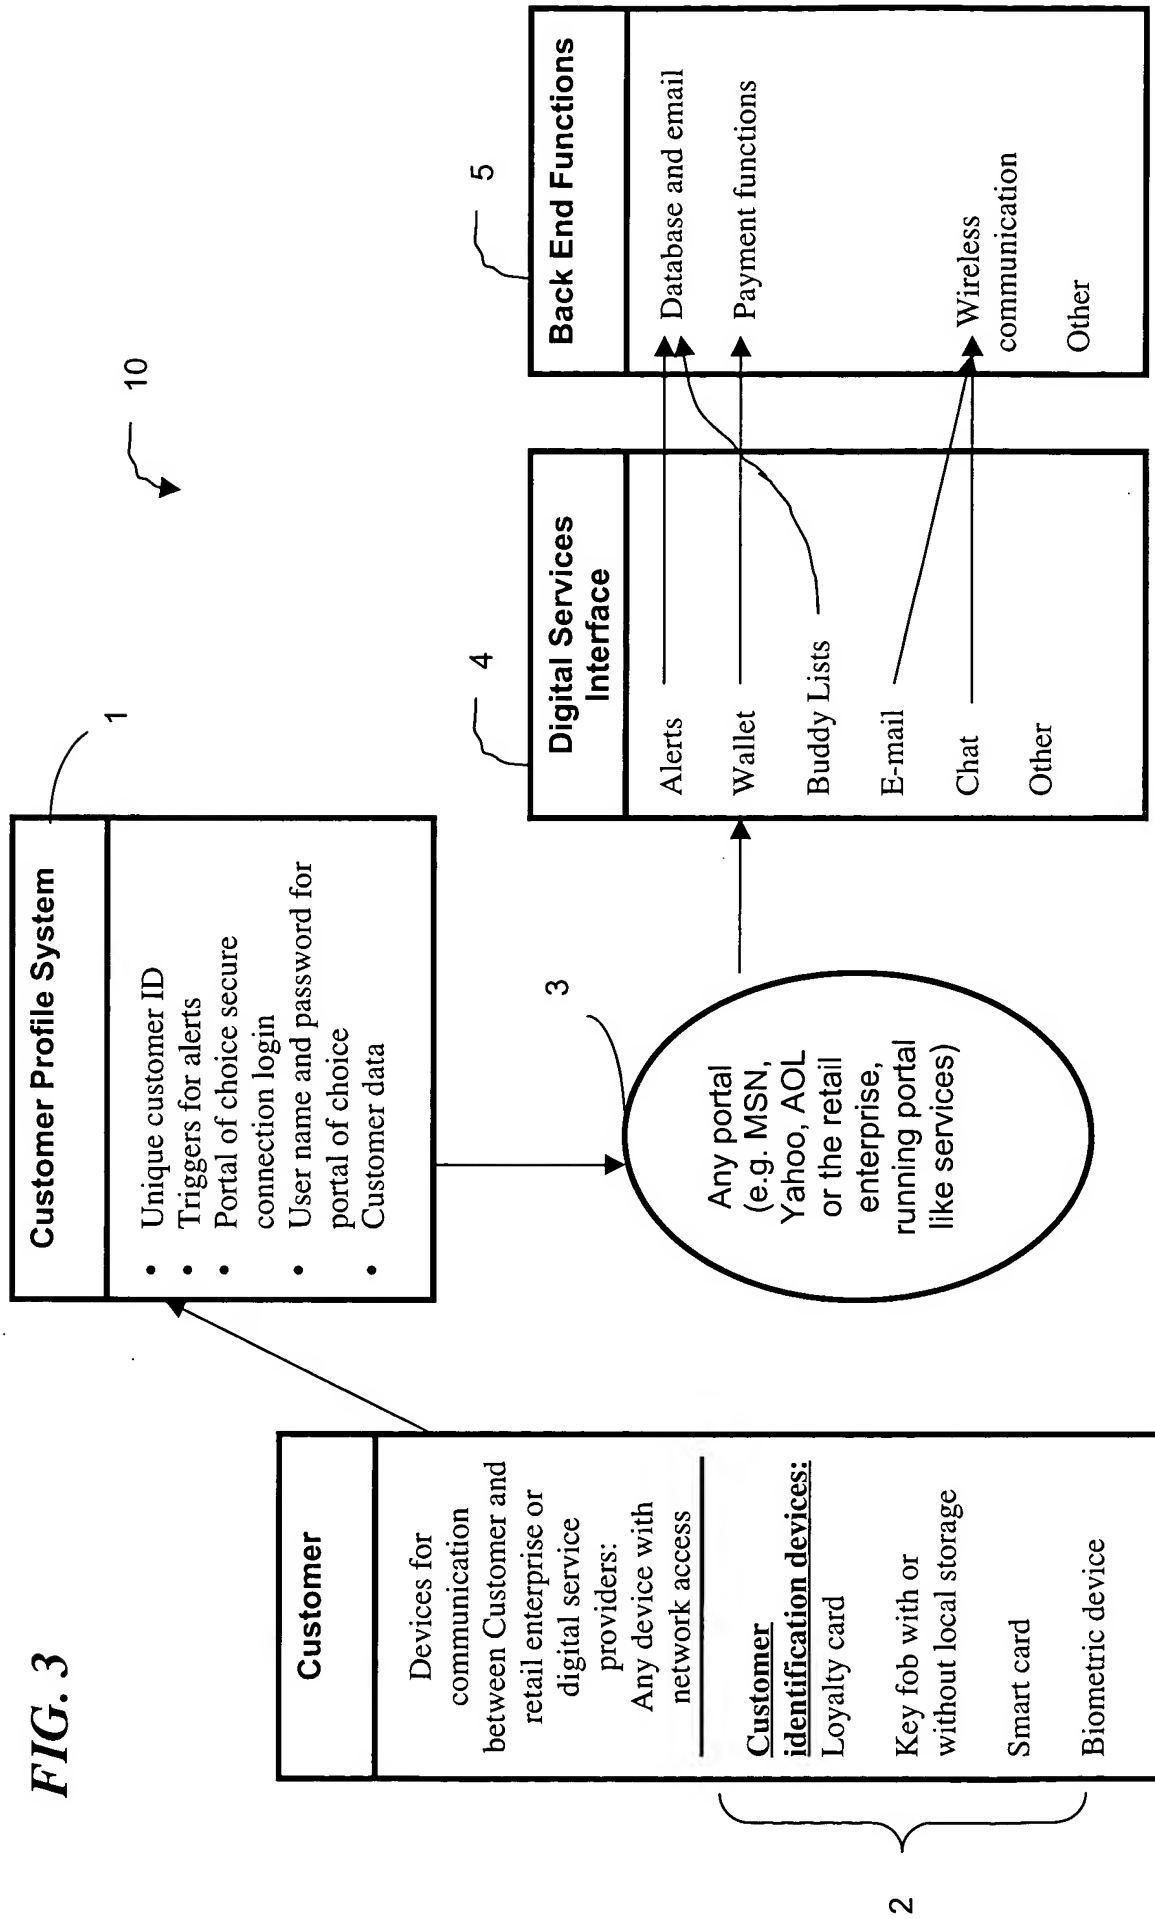 FIG. 3
10
1
Customer Profile System
• Unique customer ID
• Triggers for alerts
• Portal of choice secure
connection login
• User name and password for
portal of choice
• Customer data
Customer
Devices for
communication
between Customer and
retail enterprise or
digital service
providers:
Any device with
network access
Customer
identification devices:
Loyalty card
Key fob with or
without local storage
Smart card
Biometric device
2
3
Any portal
(e.g. MSN,
Yahoo, AOL
or the retail
enterprise,
running portal
like services)
4
Digital Services
Interface
Alerts
Wallet
Buddy Lists
E-mail
Chat
Other
5
Back End Functions
Database and email
Payment functions
Wireless
communication
Other